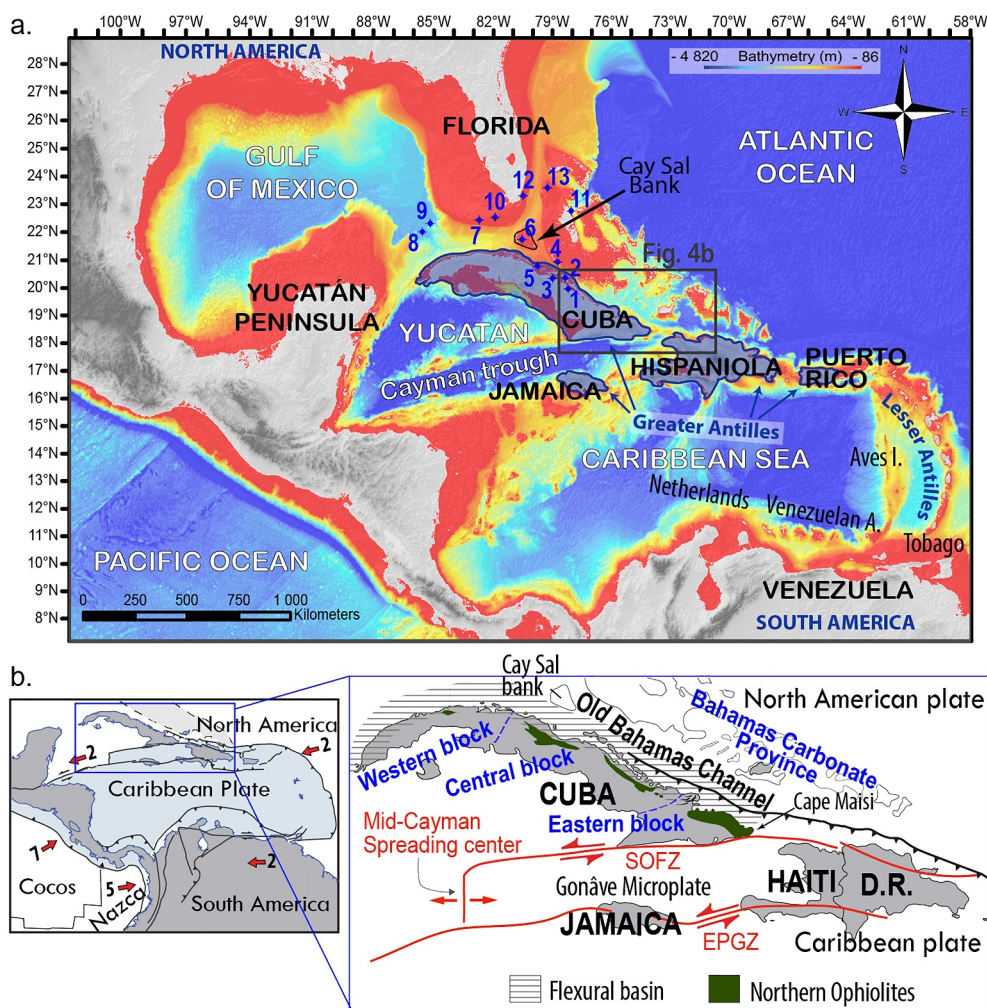 a.
100°W 97°W 94°W 91°W 88°W 85°W 82°W 79°W 76°W 73°W 70°W 67°W 64°W 61°W 58°W
NORTH AMERICA
28°N
27°N
26°N
25°N
24°N
23°N
22°N
21°N
20°N
19°N
18°N
17°N
16°N
15°N
14°N
13°N
12°N
11°N
10°N
9°N
8°N
- 4 820 Bathymetry (m) - 86
N
W
E
S
FLORIDA
ATLANTIC
OCEAN
GULF
OF MEXICO
Cay Sal
Bank
12
13
10
11
9
7
6
8
4
5
2
3
1
Fig. 4b
YUCATÁN
PENINSULA
CUBA
YUCATAN
Cayman trough
HISPANIOLA
PUERTO
RICO
JAMAICA
Greater Antilles
Lesser Antilles
CARIBBEAN SEA
Aves I.
Netherlands
Venezuelan A.
Tobago
PACIFIC OCEAN
0 250 500 750 1 000
Kilometers
VENEZUELA
SOUTH AMERICA
b.
North America
2
2
Caribbean Plate
7
2
Cocos
5
Nazca
South America
Cay Sal
bank
North American plate
Old Bahamas Channel
Bahamas Carbonate
Province
Western block
Central block
CUBA
Eastern block
Cape Maisi
Mid-Cayman
Spreading center
SOFZ
Gonâve Microplate
HAITI
D.R.
JAMAICA
EPGZ
Caribbean plate
Flexural basin
Northern Ophiolites